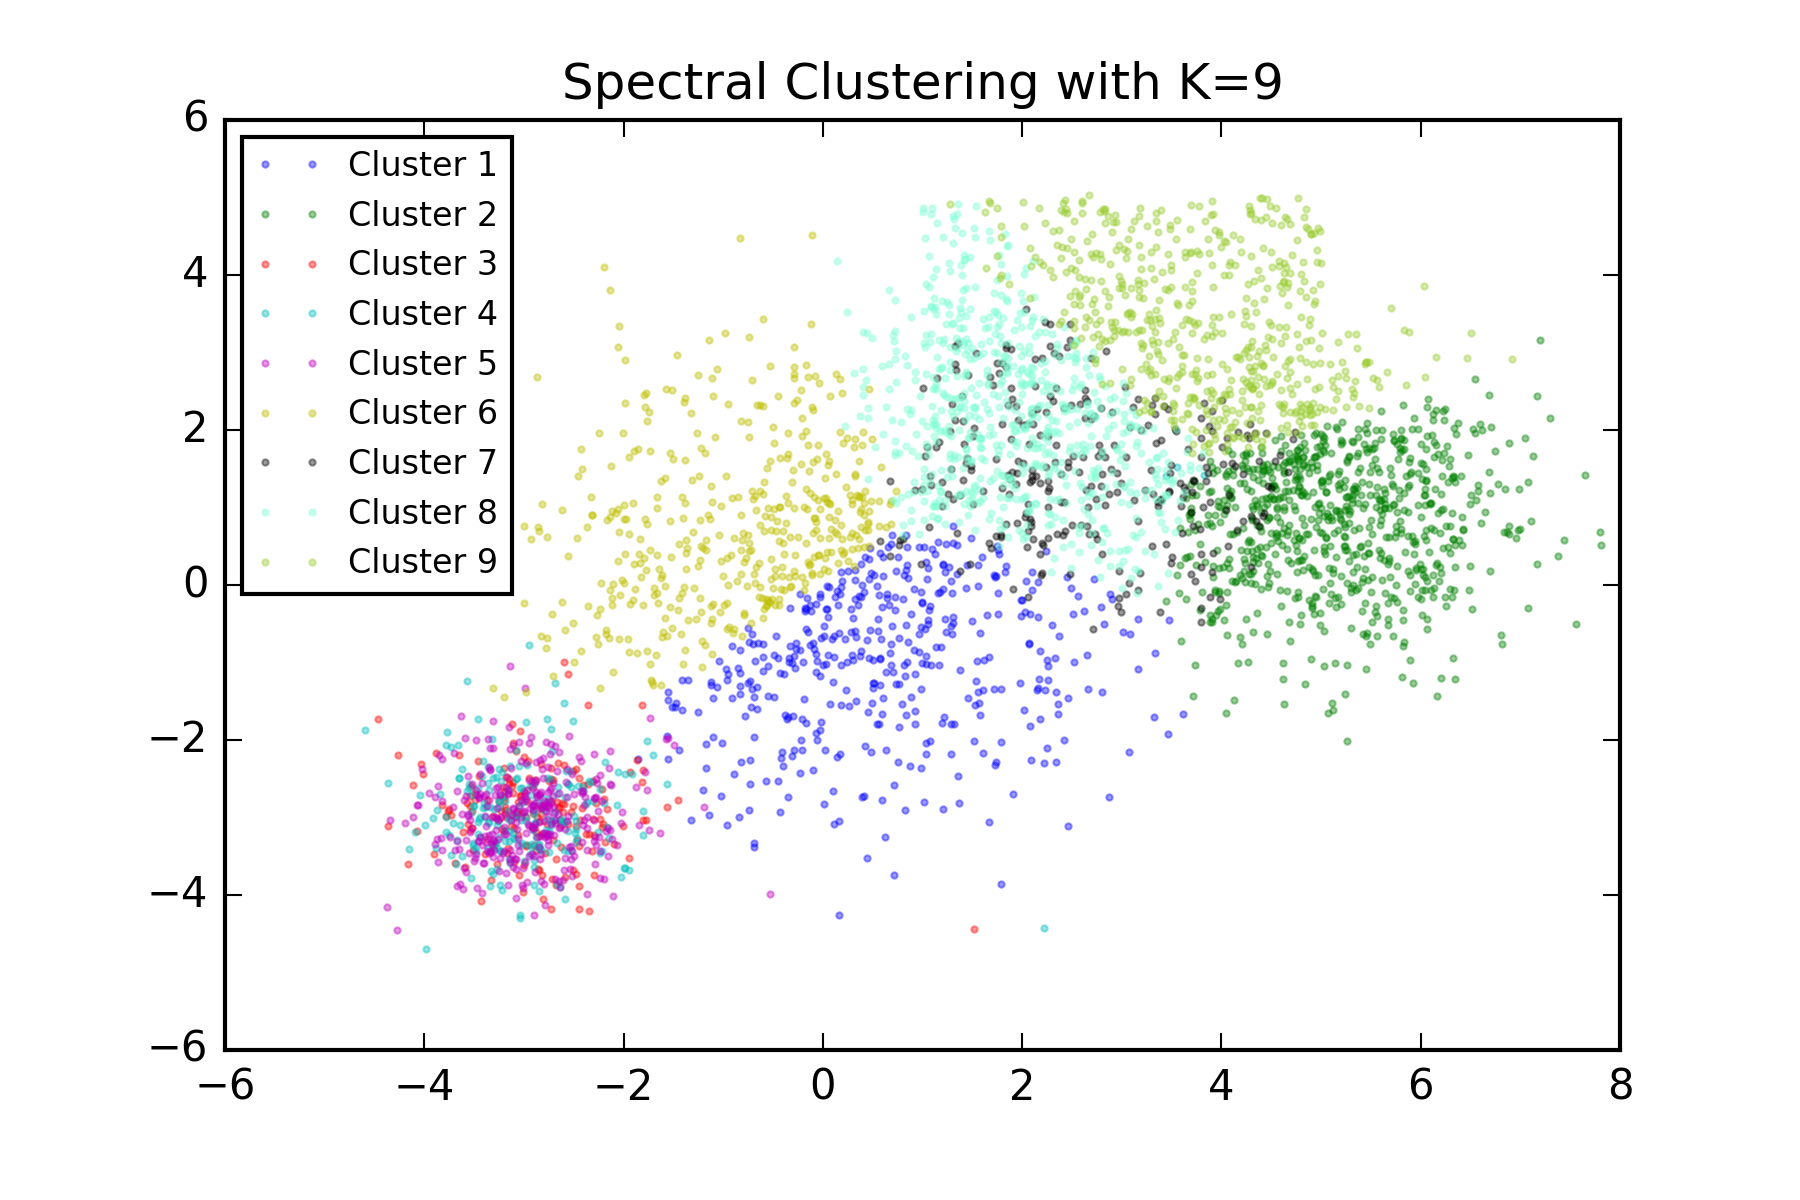 Spectral Clustering with K=9
6
4
2
0
−2
−4
−6
Cluster 1
Cluster 2
Cluster 3
Cluster 4
Cluster 5
Cluster 6
Cluster 7
Cluster 8
Cluster 9
−6 −4 −2 0 2 4 6 8